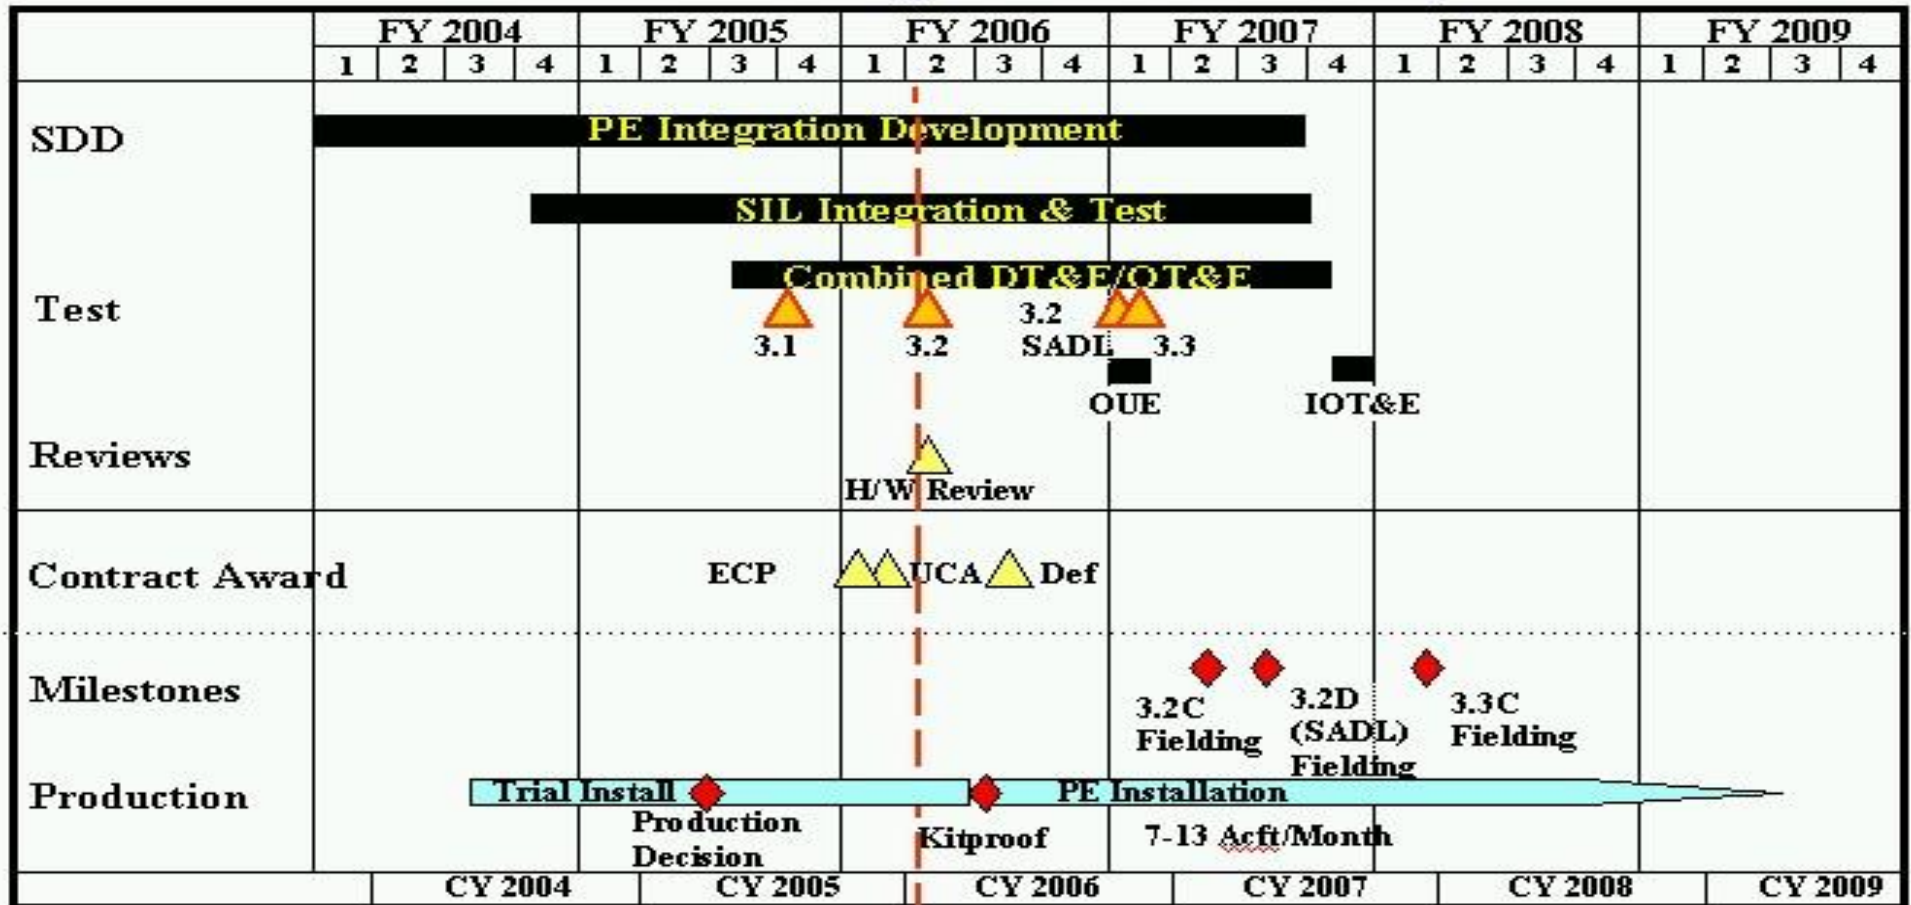 FY 2004 FY 2005 FY 2006 FY 2007 FY 2008 FY 2009
1 2 3 4 1 2 3 4 1 2 3 4 1 2 3 4 1 2 3 4 1 2 3 4
SDD
PE Integration Development
SIL Integration & Test
Combined DT&E/OT&E
Test
3.1
3.2
3.2
SADL
3.3
OUE
IOT&E
Reviews
H/W Review
Contract Award
ECP
UCA
Def
Milestones
3.2C
Fielding
3.2D
(SADL)
Fielding
3.3C
Fielding
Production
Trial Install
PE Installation
Production
Decision
Kitproof
7-13 Acft/Month
CY 2004 CY 2005 CY 2006 CY 2007 CY 2008 CY 2009